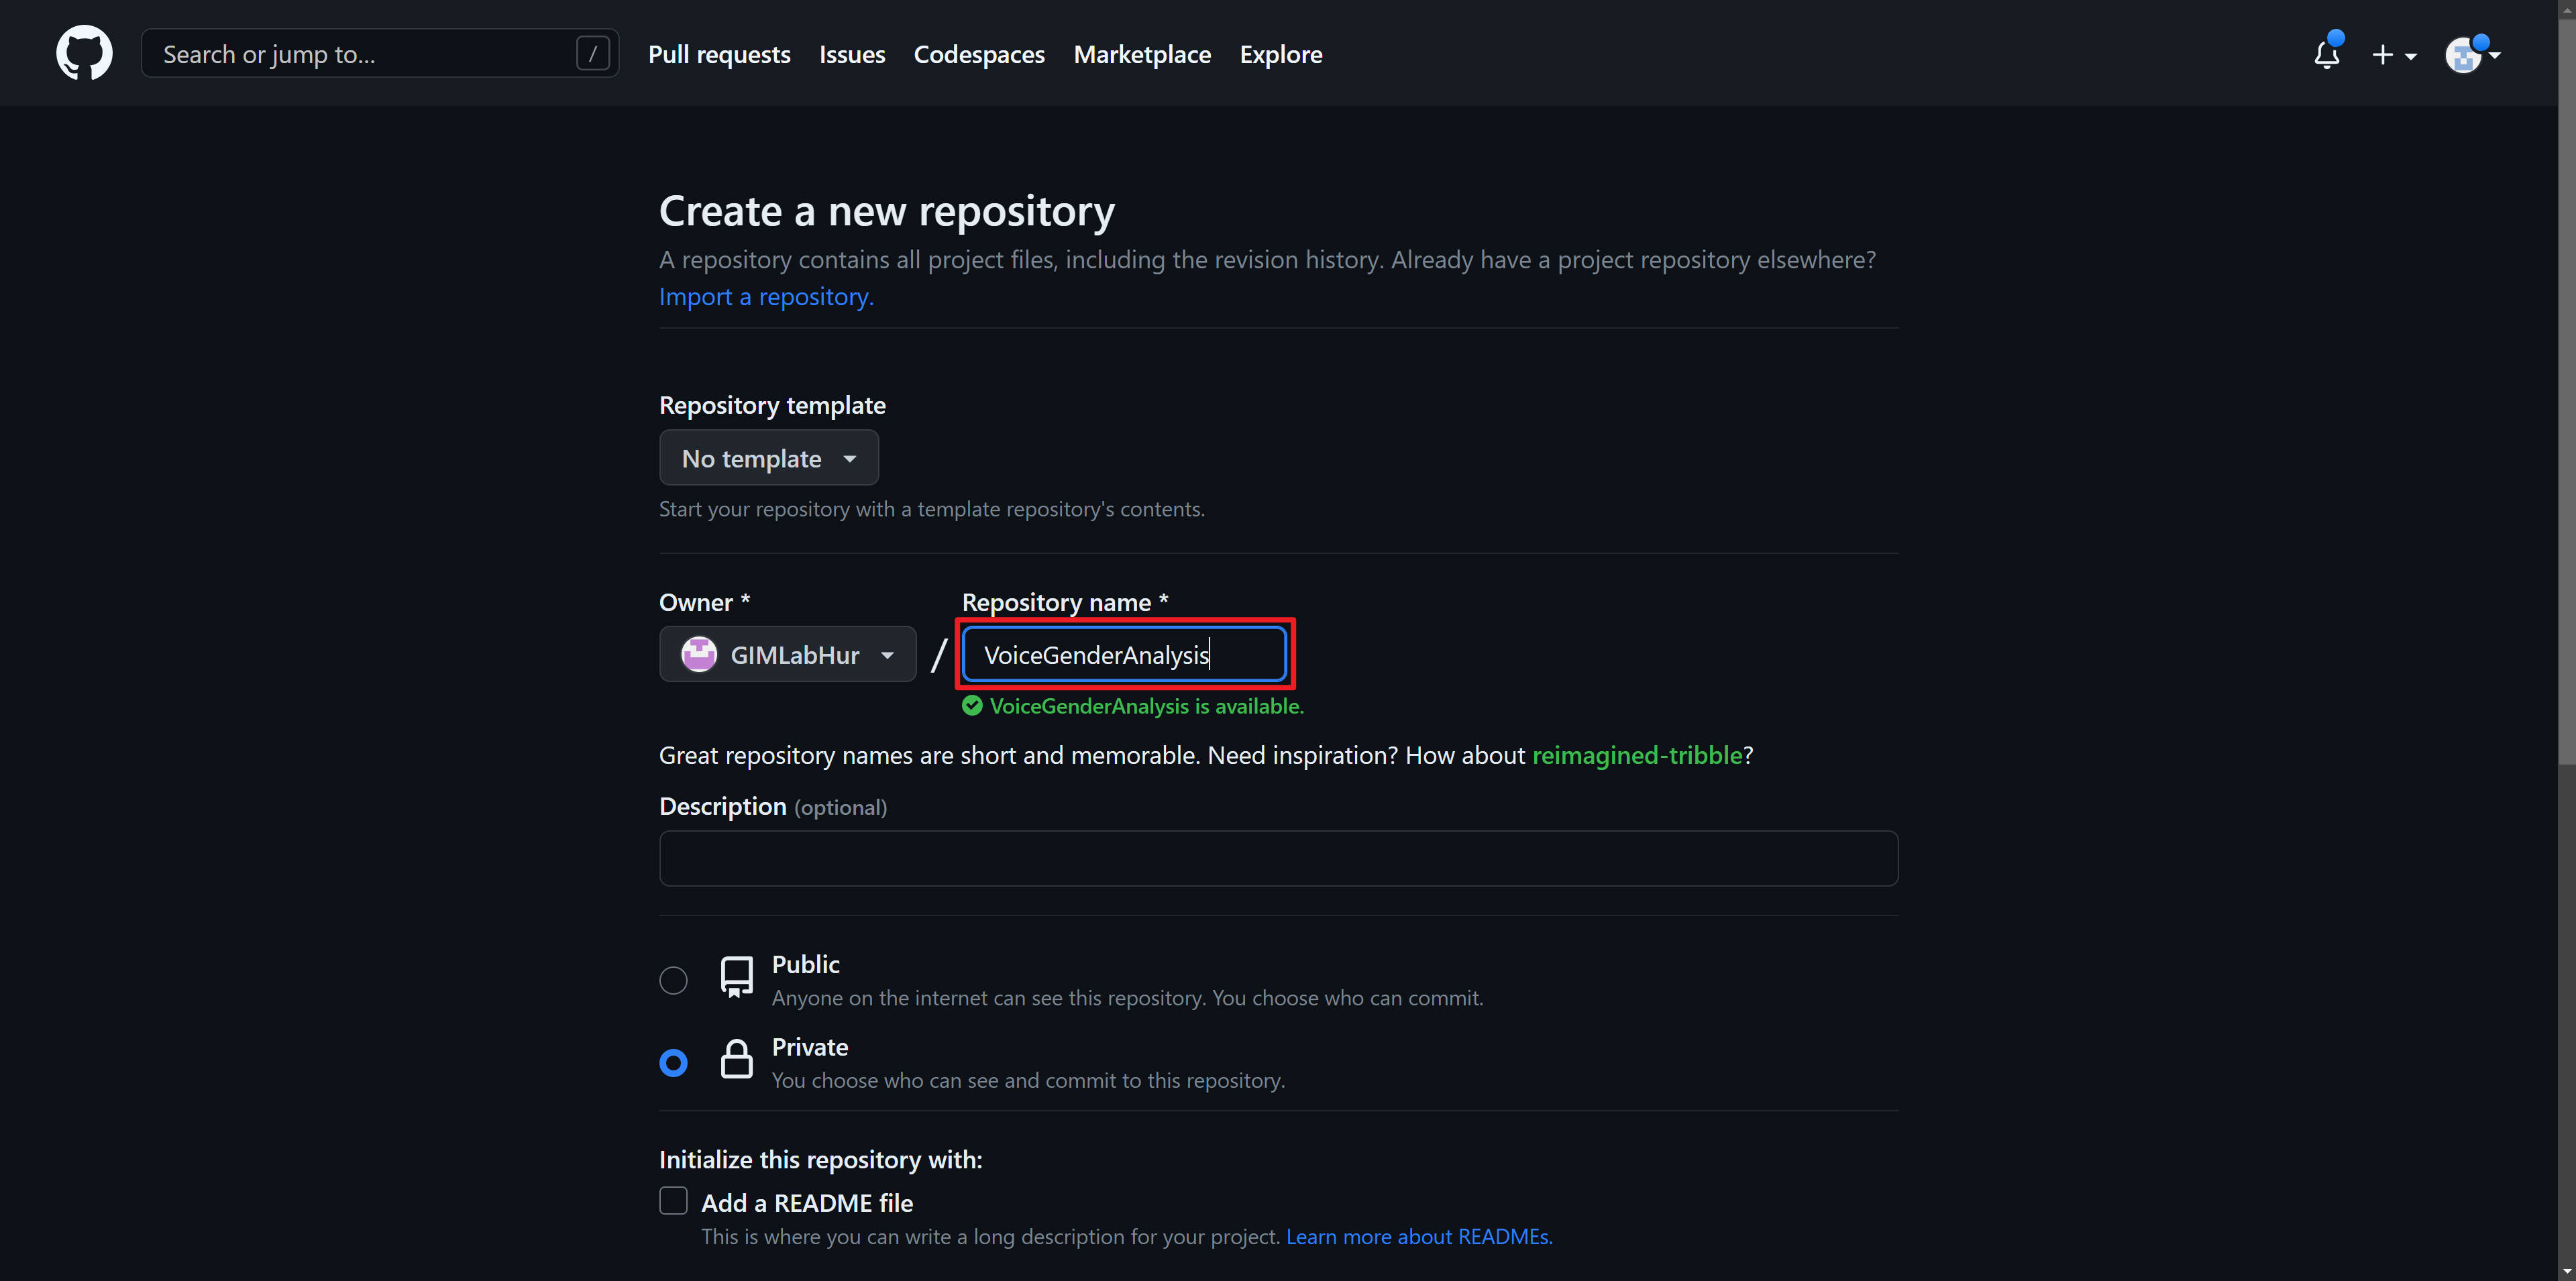 Search or jump to...
/
Pull requests
Issues
Codespaces
Marketplace
Explore
Create a new repository
A repository contains all project files, including the revision history. Already have a project repository elsewhere?
Import a repository.
Repository template
No template
Start your repository with a template repository's contents.
Owner *
Repository name *
GIMLabHur
/
VoiceGenderAnalysis
VoiceGenderAnalysis is available.
Great repository names are short and memorable. Need inspiration? How about reimagined-tribble?
Description (optional)
Public
Anyone on the internet can see this repository. You choose who can commit.
Private
You choose who can see and commit to this repository.
Initialize this repository with:
Add a README file
This is where you can write a long description for your project. Learn more about READMEs.